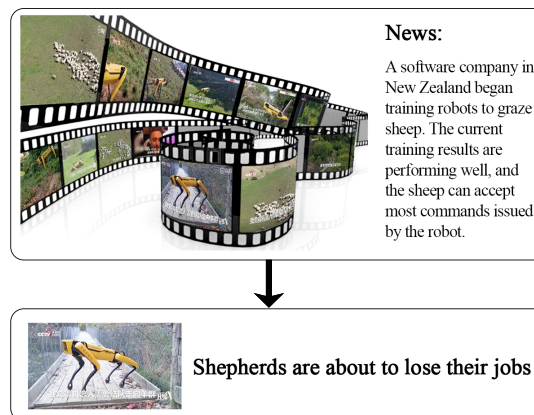 News:
A software company in
New Zealand began
training robots to graze
sheep. The current
training results are
performing well, and
the sheep can accept
most commands issued
by the robot.
CCTV
Shepherds are about to lose their jobs